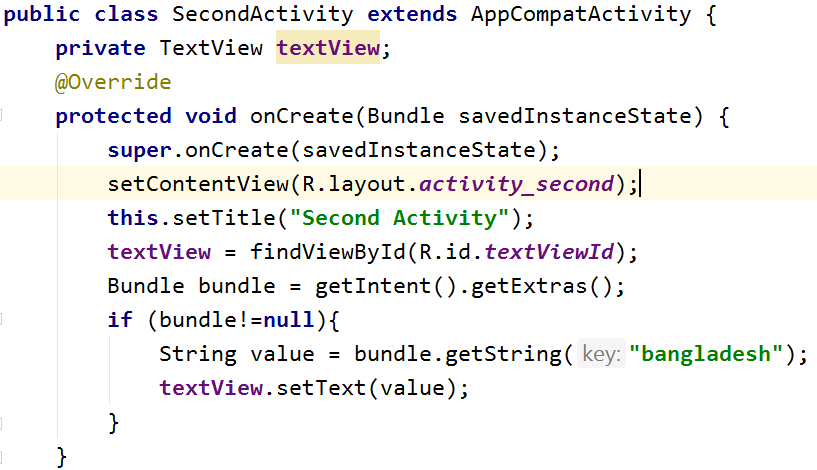 public class SecondActivity extends AppCompatActivity {
    private TextView textView;
    @Override
    protected void onCreate(Bundle savedInstanceState) {
        super.onCreate(savedInstanceState);
        setContentView(R.layout.activity_second);
        this.setTitle("Second Activity");
        textView = findViewById(R.id.textViewId);
        Bundle bundle = getIntent().getExtras();
        if (bundle!=null){
            String value = bundle.getString( key: "bangladesh");
            textView.setText(value);
        }
    }